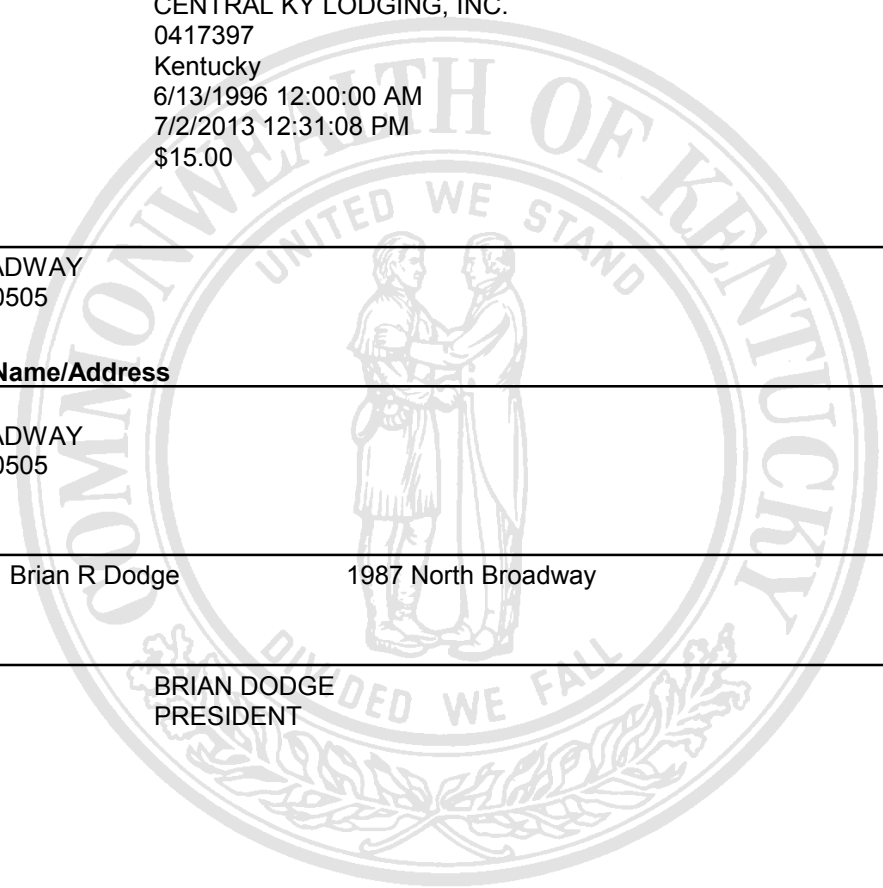 CENTRAL KY LODGING, INC.
0417397
Kentucky
6/13/1996 12:00:00 AM
7/2/2013 12:31:08 PM
$15.00
ADWAY
0505
Name/Address
ADWAY
0505
Brian R Dodge 1987 North Broadway
BRIAN DODGE
PRESIDENT
COMMONWEALTH OF KENTUCKY
UNITED WE STAND
DIVIDED WE FALL